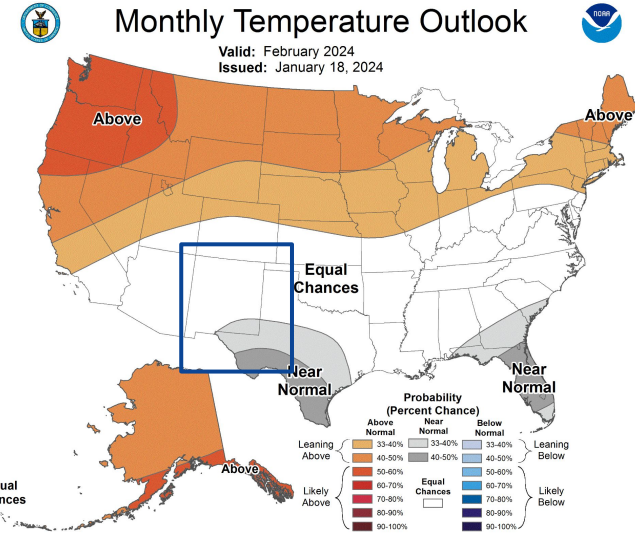 Monthly Temperature Outlook
NOAA
Valid: February 2024
Issued: January 18, 2024
Above
Above
Equal
Chances
Near
Normal
Near
Normal
Above
ual
nces
Probability
(Percent Chance)
Above
Normal
Near
Normal
Below
Normal
Leaning
Above
33-40%
40-50%
33-40%
40-50%
33-40%
40-50%
Leaning
Below
Likely
Above
50-60%
60-70%
70-80%
80-90%
90-100%
Equal
Chances
50-60%
60-70%
70-80%
80-90%
90-100%
Likely
Below